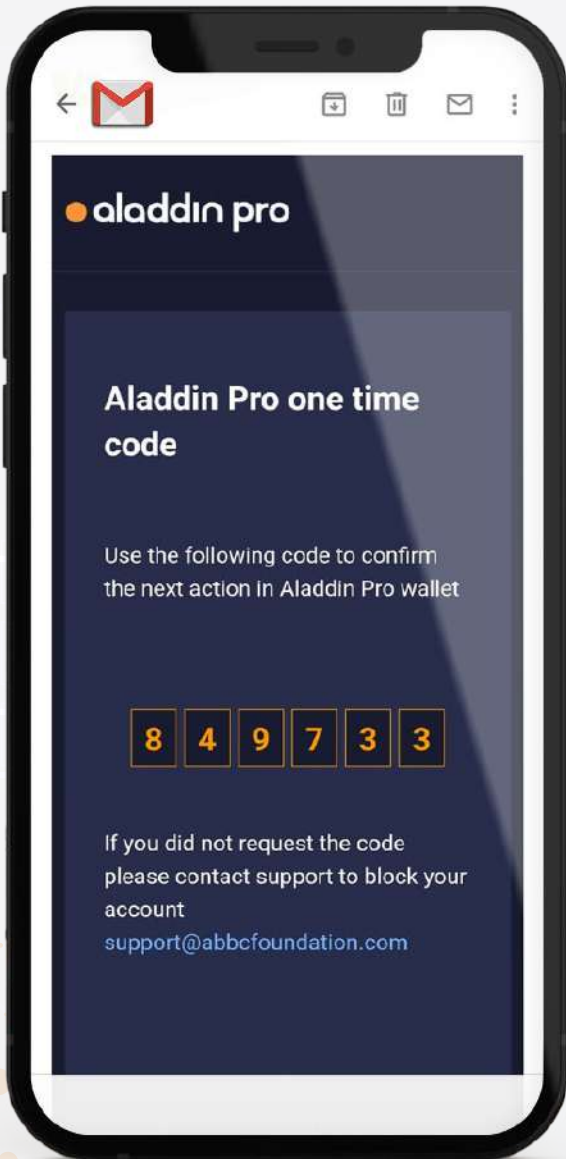 aladdın pro
Aladdin Pro one time
code
Use the following code to confirm
the next action in Aladdin Pro wallet
8 4 9 7 3 3
If you did not request the code
please contact support to block your
account
support@abbcfoundation.com